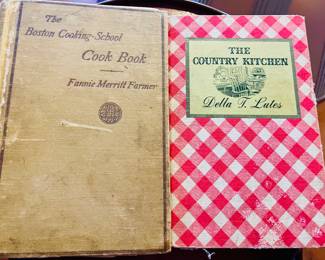 The
Boston Cooking-School
Cook Book
Fannie Merritt Farmer
THE
COUNTRY KITCHEN
Della T. Lutes